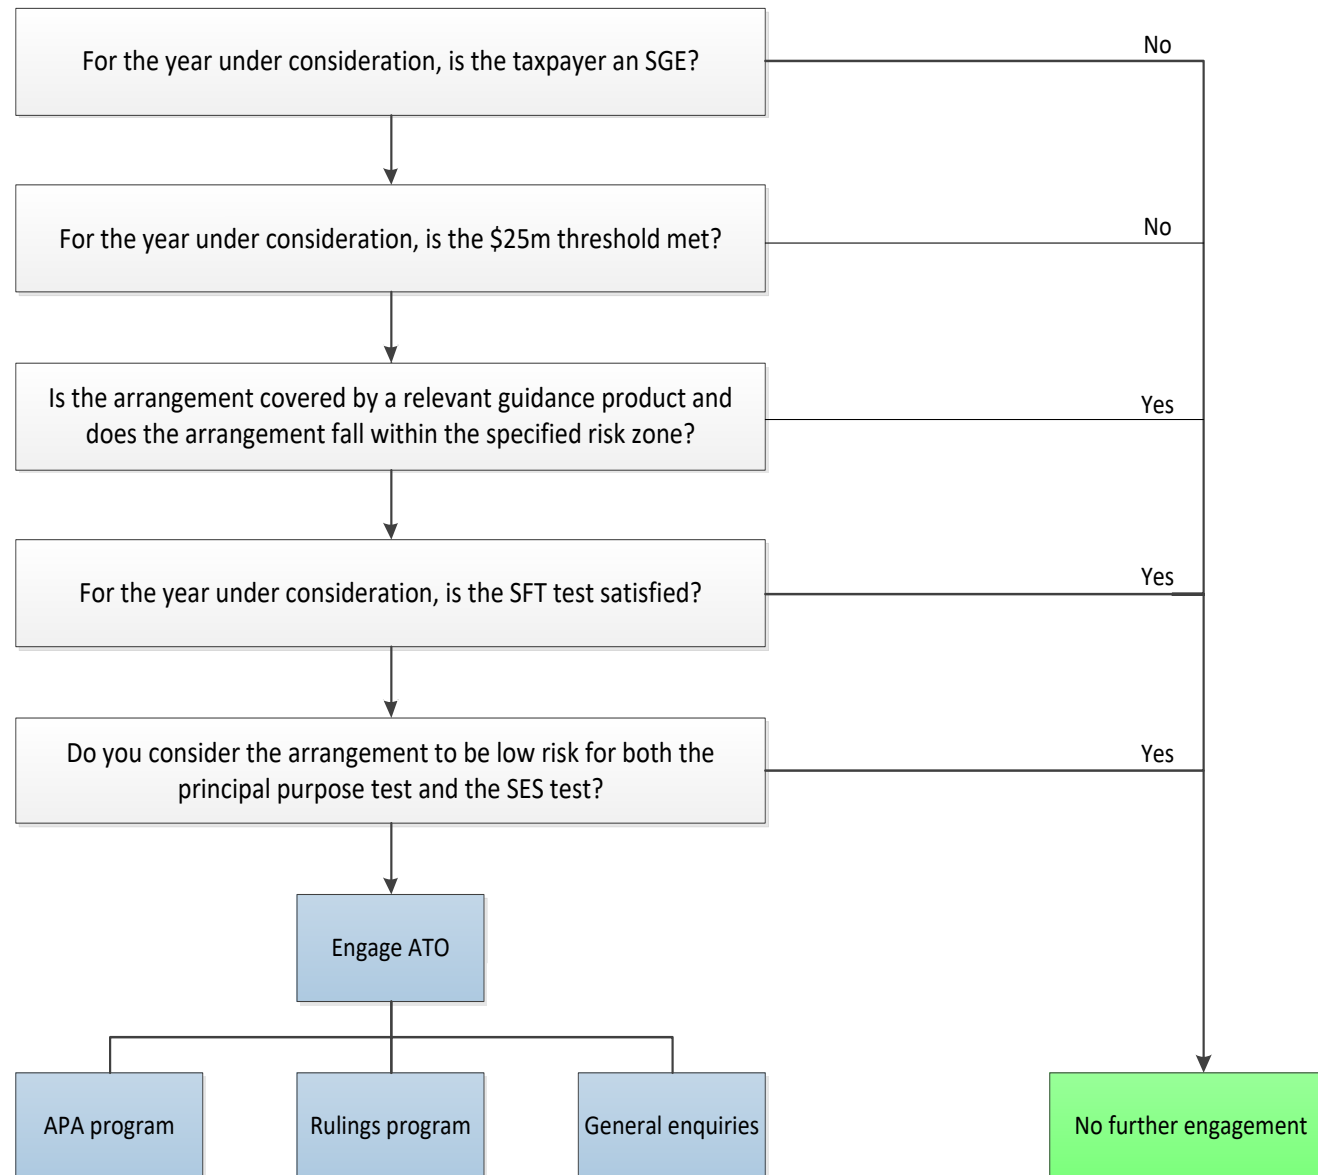 For the year under consideration, is the taxpayer an SGE?
No
For the year under consideration, is the $25m threshold met?
No
Is the arrangement covered by a relevant guidance product and
does the arrangement fall within the specified risk zone?
Yes
For the year under consideration, is the SFT test satisfied?
Yes
Do you consider the arrangement to be low risk for both the
principal purpose test and the SES test?
Yes
Engage ATO
APA program
Rulings program
General enquiries
No further engagement